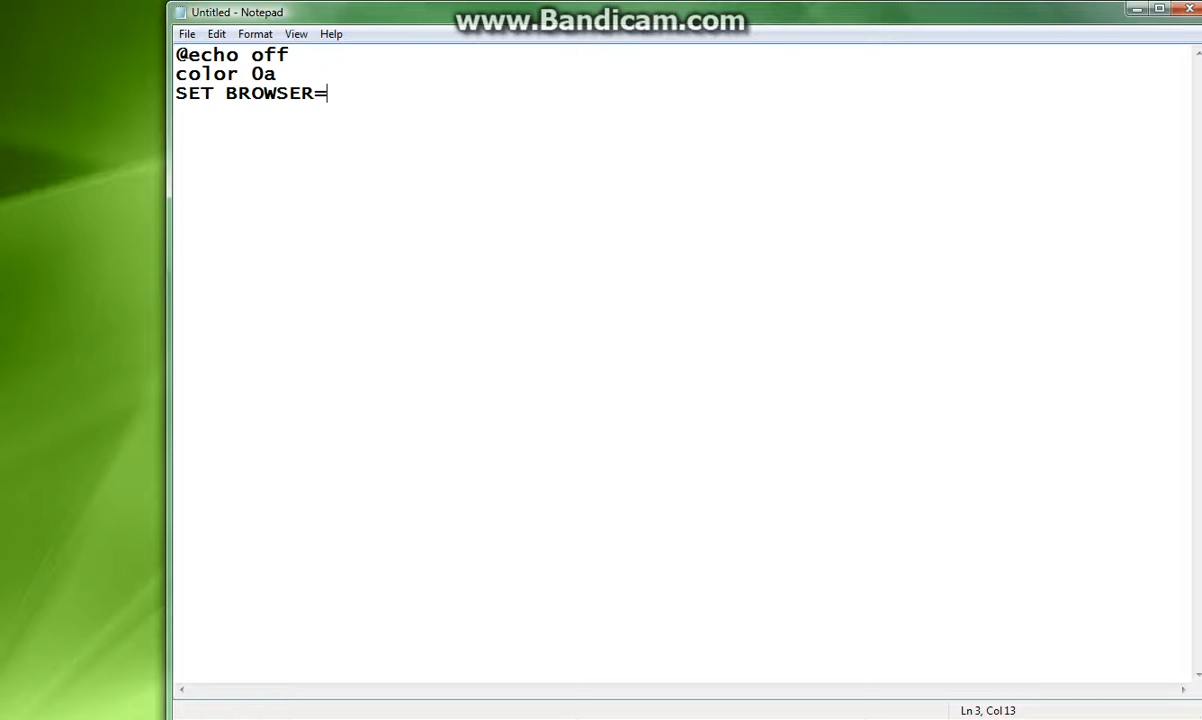 Untitled - Notepad
www.Bandicam.com
File Edit Format View Help
@echo off
color 0a
SET BROWSER=
Ln 3, Col 13